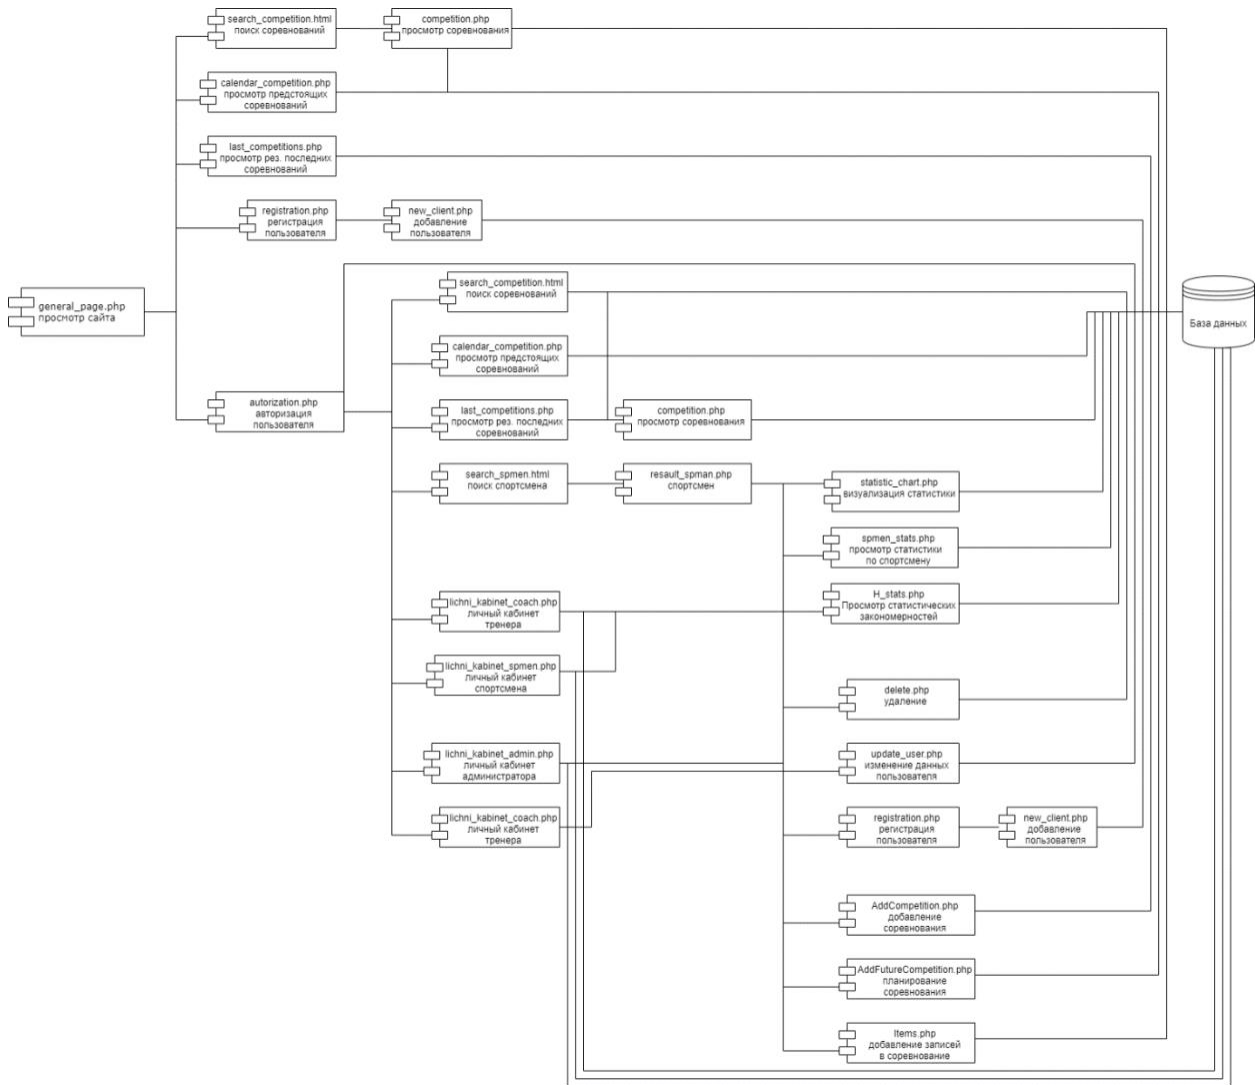 search_competition.html
поиск соревнований
competition.php
просмотр соревнования
calendar_competition.php
просмотр предстоящих
соревнований
last_competitions.php
просмотр рез. последних
соревнований
registration.php
регистрация
пользователя
new_client.php
добавление
пользователя
general_page.php
просмотр сайта
search_competition.html
поиск соревнований
База данных
calendar_competition.php
просмотр предстоящих
соревнований
autorization.php
авторизация
пользователя
last_competitions.php
просмотр рез. последних
соревнований
competition.php
просмотр соревнования
search_spmen.html
поиск спортсмена
resault_spman.php
спортсмен
statistic_chart.php
визуализация статистики
spmen_stats.php
просмотр статистики
по спортсмену
lichni_kabinet_coach.php
личный кабинет
тренера
H_stats.php
Просмотр статистических
закономерностей
lichni_kabinet_spmen.php
личный кабинет
спортсмена
delete.php
удаление
lichni_kabinet_admin.php
личный кабинет
администратора
update_user.php
изменение данных
пользователя
lichni_kabinet_coach.php
личный кабинет
тренера
registration.php
регистрация
пользователя
new_client.php
добавление
пользователя
AddCompetition.php
добавление
соревнования
AddFutureCompetition.php
планирование
соревнования
Items.php
добавление записей
в соревнование